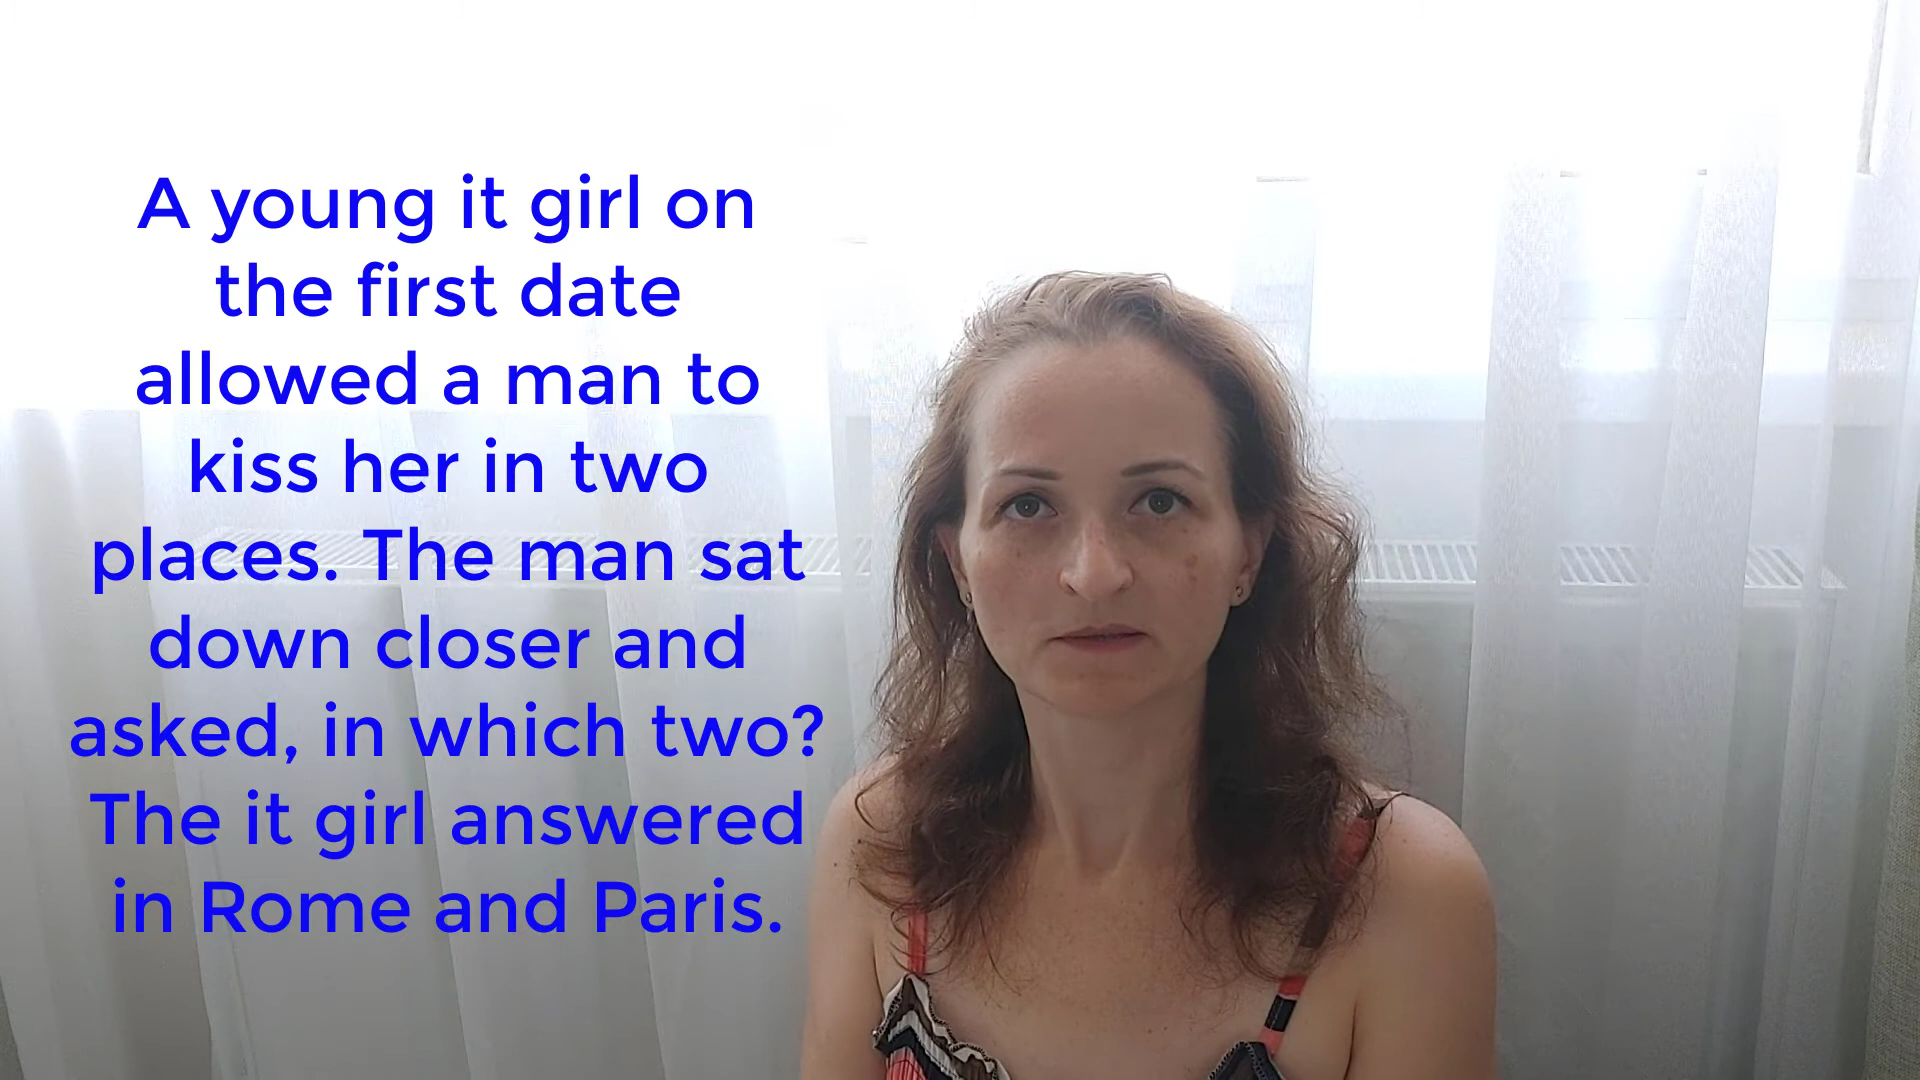 A young it girl on
the first date
allowed a man to
kiss her in two
places. The man sat
down closer and
asked, in which two?
The it girl answered
in Rome and Paris.